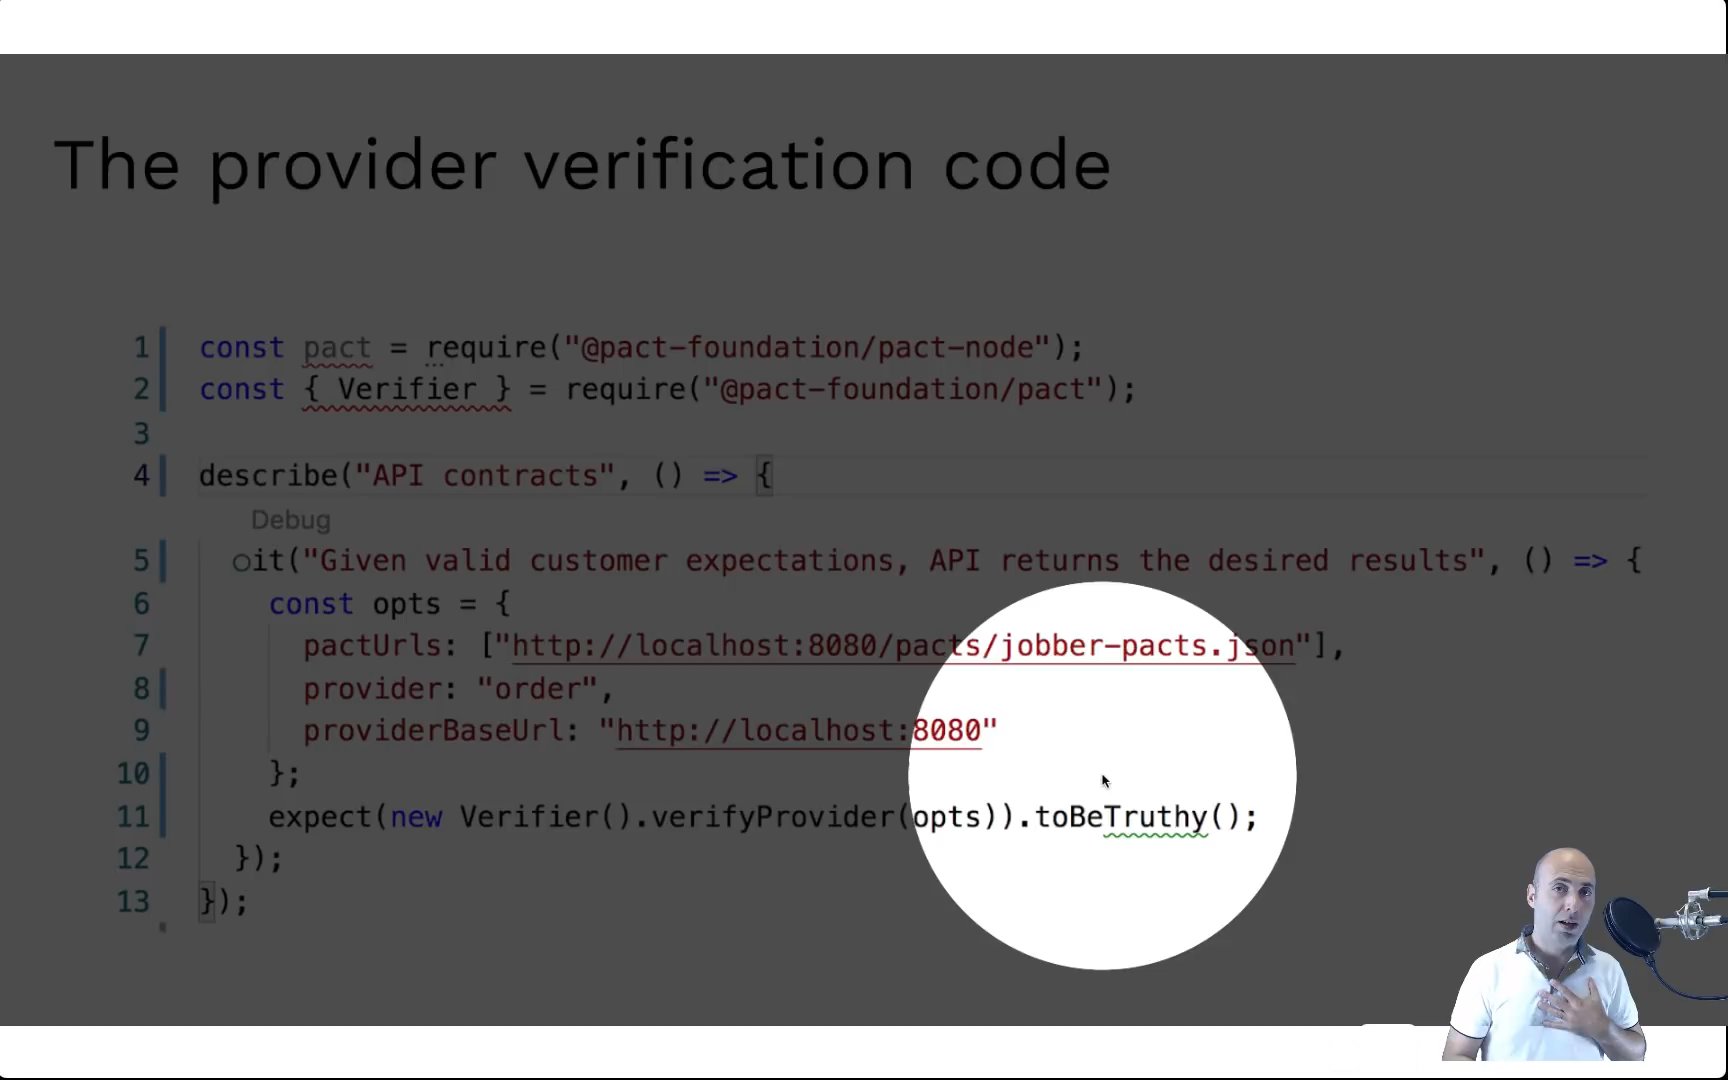 The provider verification code
1 const pact = require("@pact-foundation/pact-node");
2 const { Verifier } = require("@pact-foundation/pact");
3
4 describe("API contracts", () => {
Debug
5 it("Given valid customer expectations, API returns the desired results", () => {
6 const opts = {
7 pactUrls: ["http://localhost:8080/pacts/jobber-pacts.json"],
8 provider: "order",
9 providerBaseUrl: "http://localhost:8080"
10 };
11 expect(new Verifier().verifyProvider(opts)).toBeTruthy();
12 });
13 });